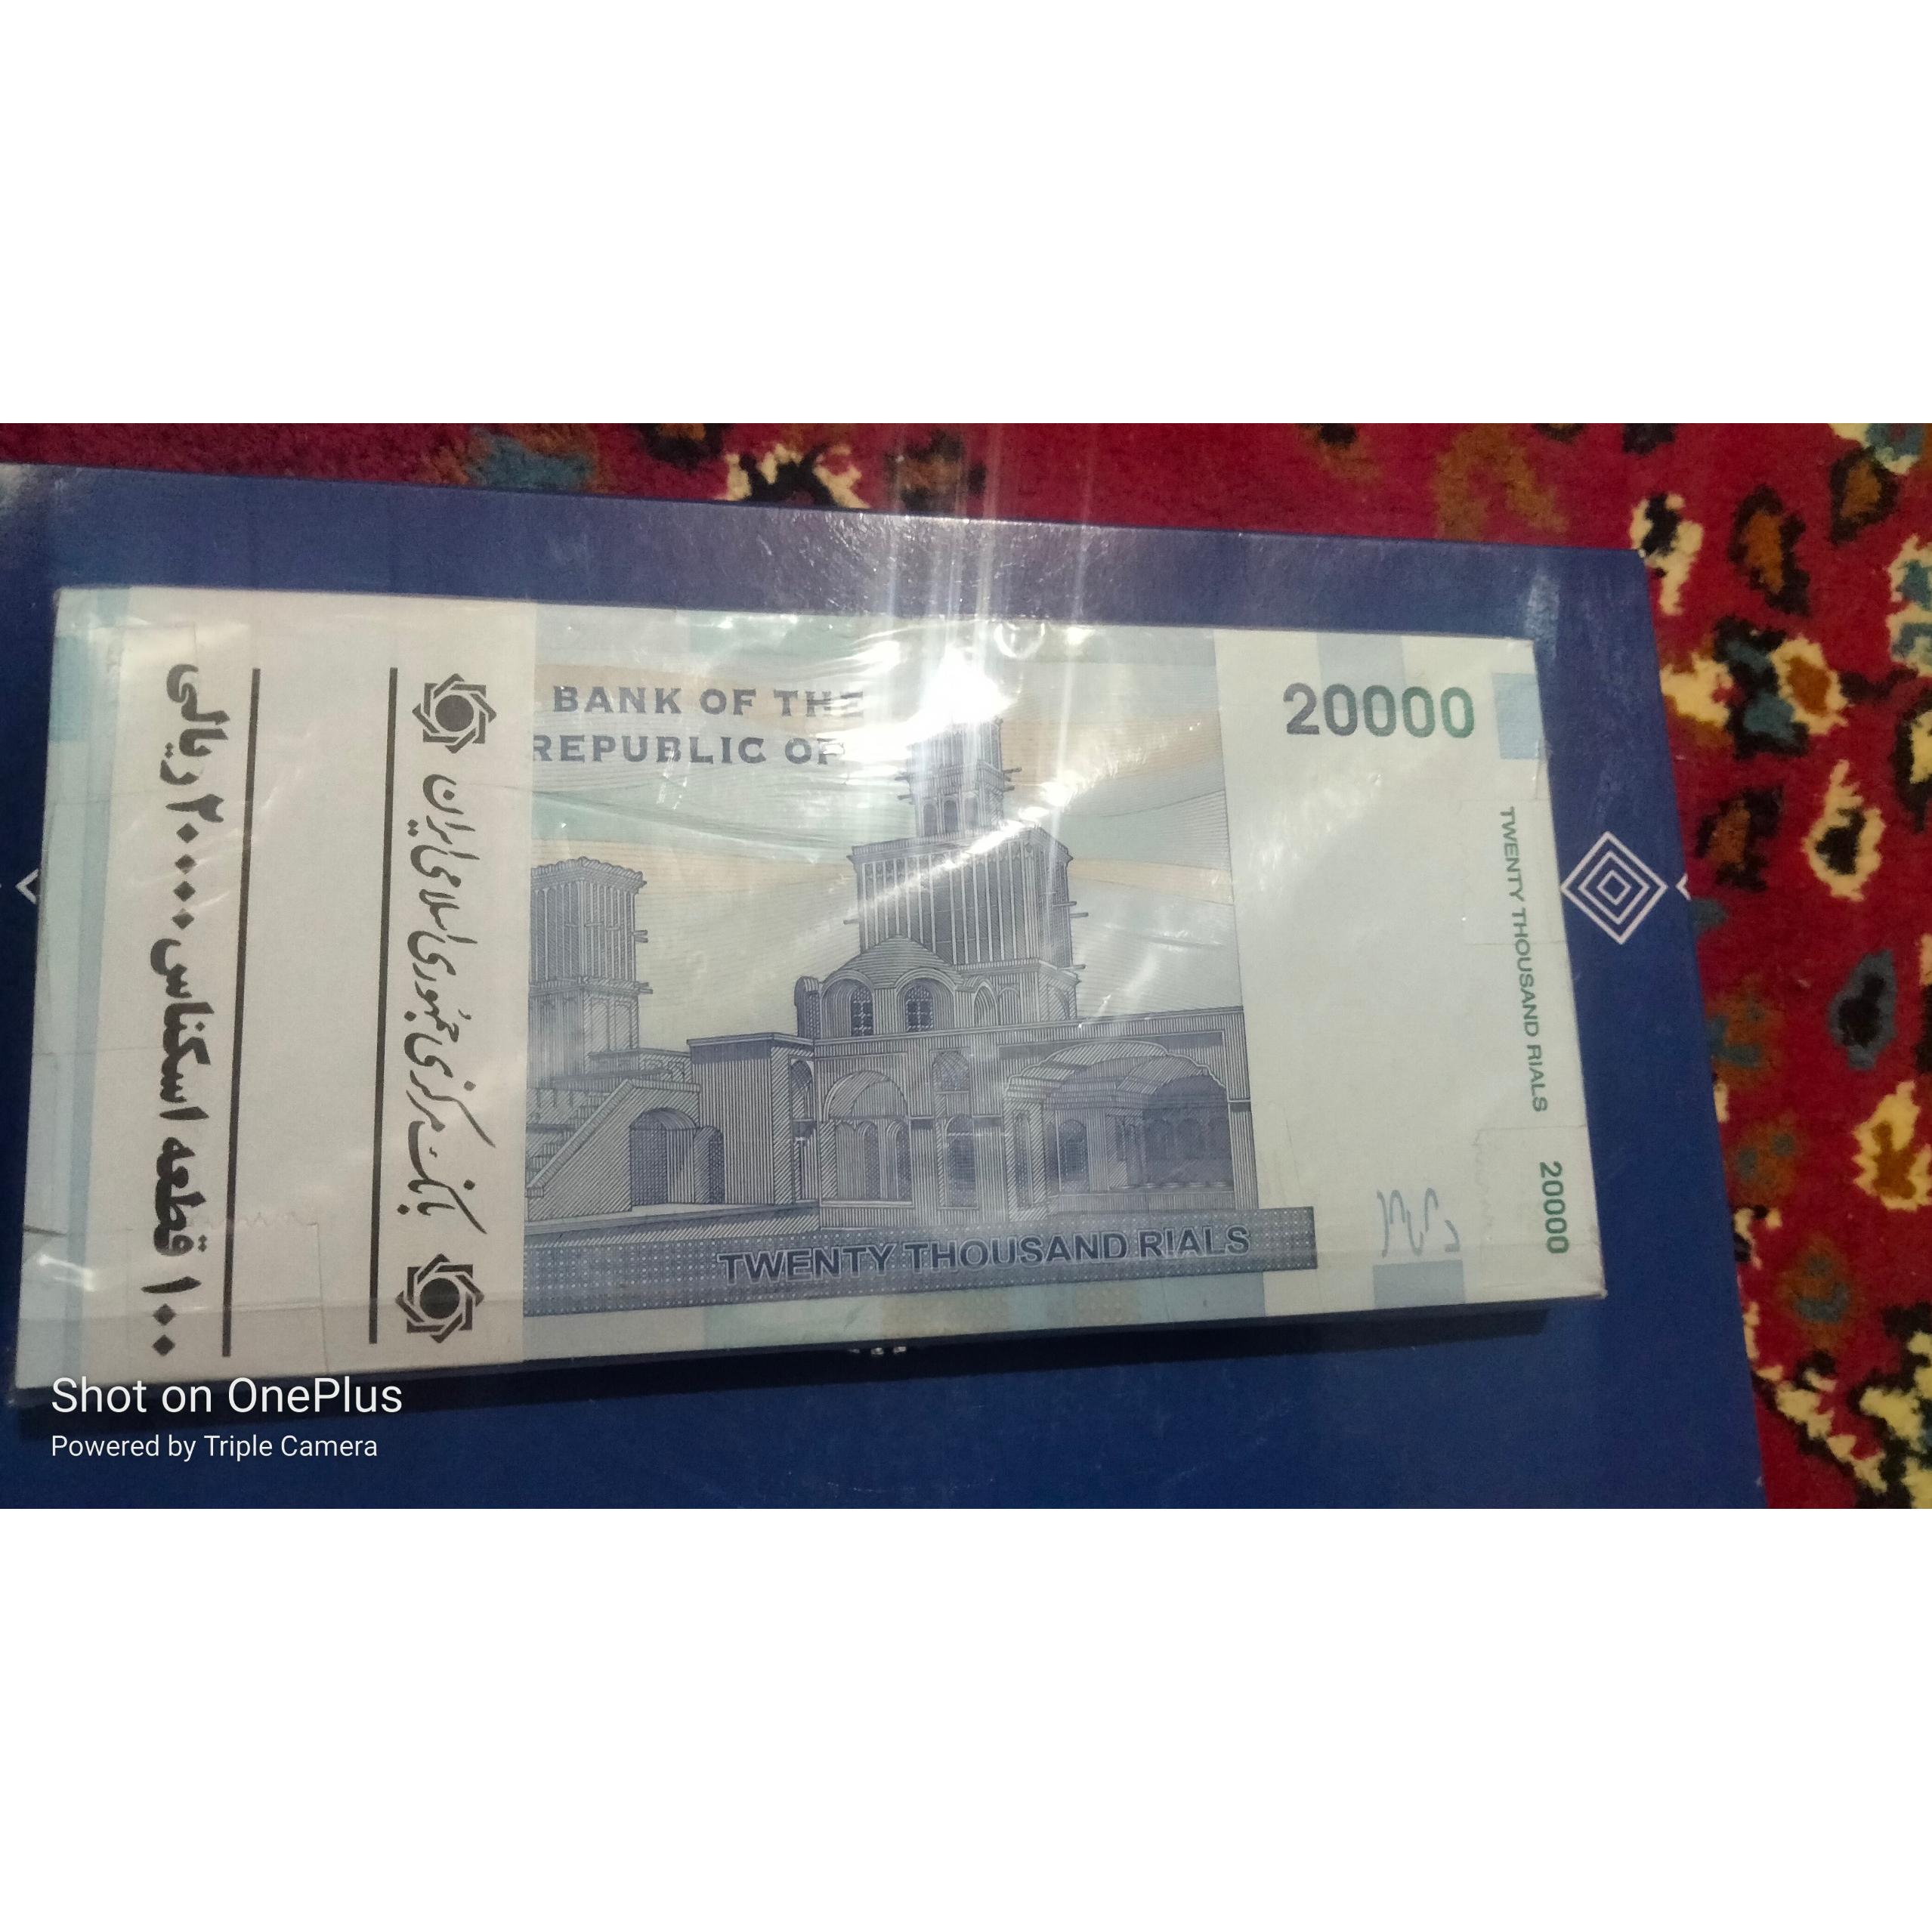 ۱۰۰ قطعه اسکناس ۲۰۰۰۰ ریالی
بانک مرکزی جمهوری اسلامی ایران
BANK OF THE
REPUBLIC OF
20000
TWENTY THOUSAND RIALS
20000
TWENTY THOUSAND RIALS
Shot on OnePlus
Powered by Triple Camera